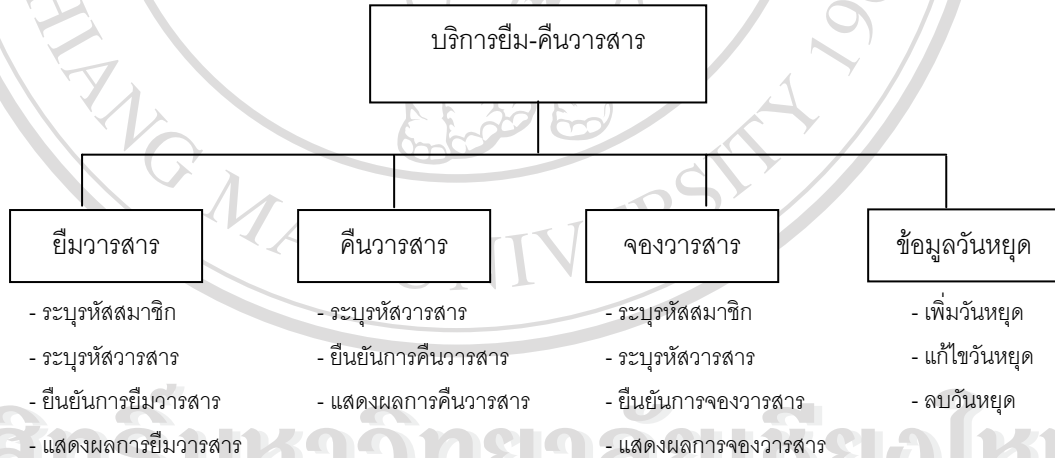 บริการยืม-คืนวารสาร
ยืมวารสาร
- ระบุรหัสสมาชิก
- ระบุรหัสวารสาร
- ยืนยันการยืมวารสาร
- แสดงผลการยืมวารสาร
คืนวารสาร
- ระบุรหัสวารสาร
- ยืนยันการคืนวารสาร
- แสดงผลการคืนวารสาร
จองวารสาร
- ระบุรหัสสมาชิก
- ระบุรหัสวารสาร
- ยืนยันการจองวารสาร
- แสดงผลการจองวารสาร
ข้อมูลวันหยุด
- เพิ่มวันหยุด
- แก้ไขวันหยุด
- ลบวันหยุด